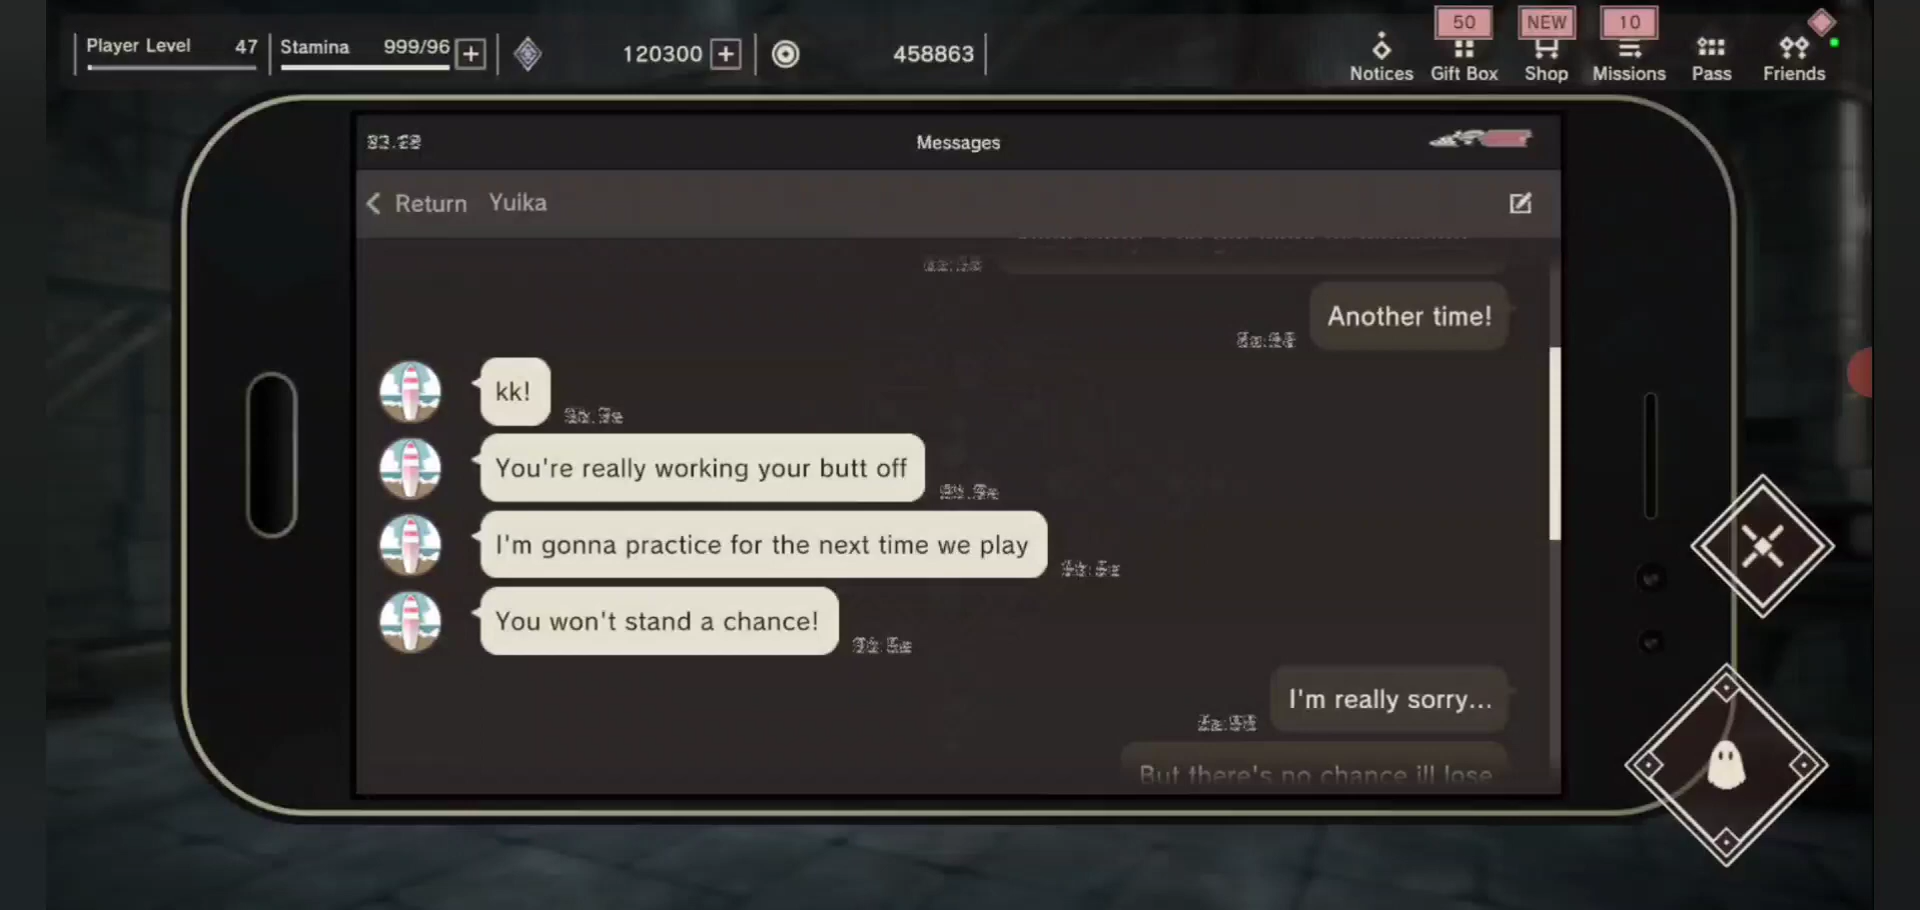 Player Level 47
Stamina 999/96
120300
458863
50
NEW
10
Notices
Gift Box
Shop
Missions
Pass
Friends
Messages
Return Yuika
Another time!
kk!
You're really working your butt off
I'm gonna practice for the next time we play
You won't stand a chance!
I'm really sorry...
But there's no chance ill lose